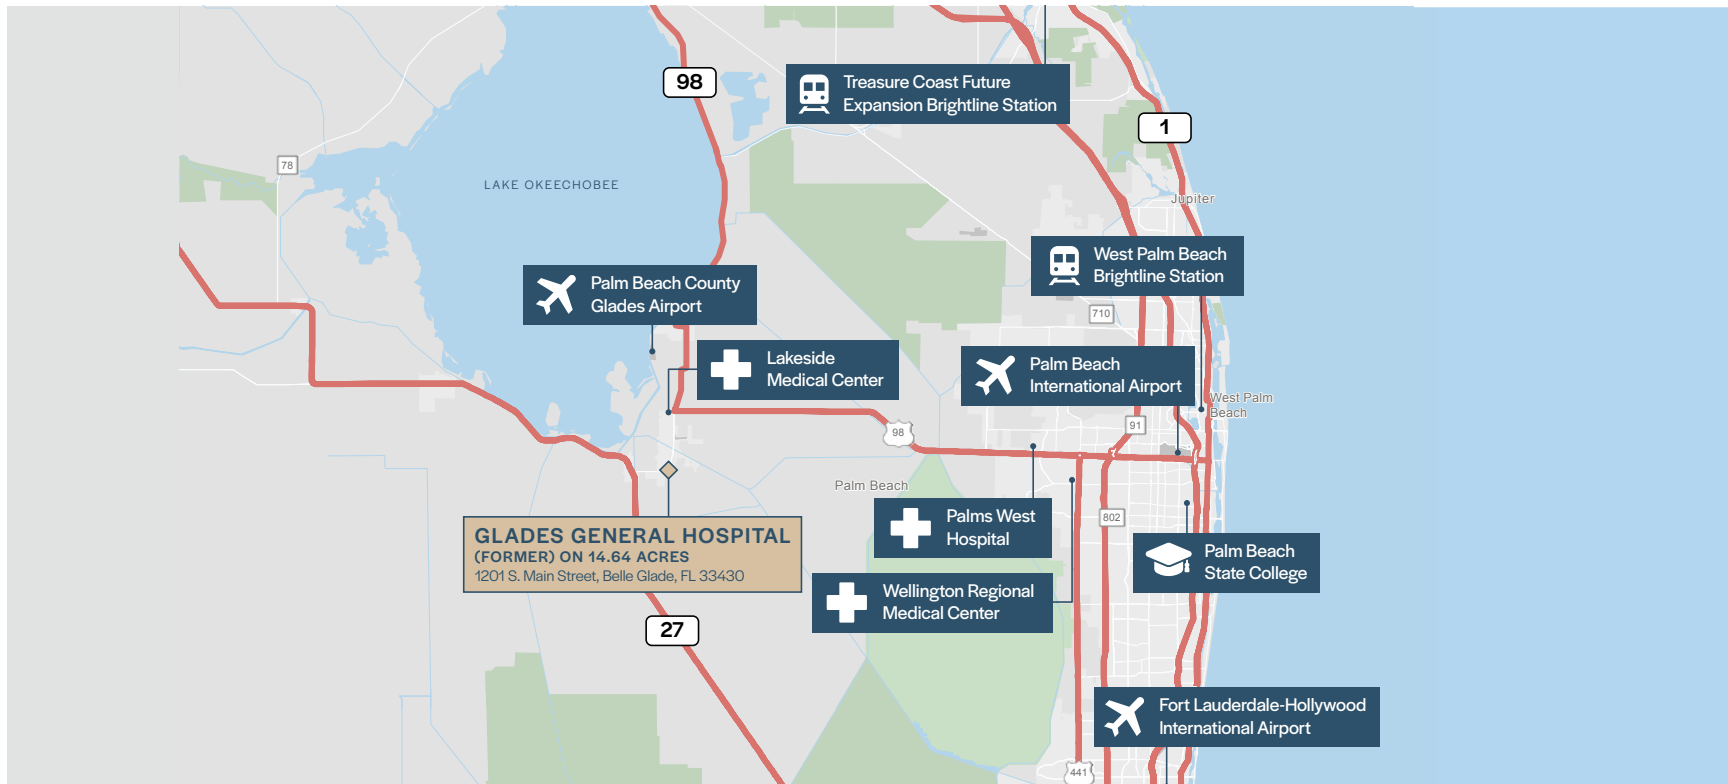 Treasure Coast Future
Expansion Brightline Station
98
1
78
LAKE OKEECHOBEE
Jupiter
West Palm Beach
Brightline Station
Palm Beach County
Glades Airport
710
Lakeside
Medical Center
Palm Beach
International Airport
West Palm
Beach
91
98
Palm Beach
Palms West
Hospital
802
GLADES GENERAL HOSPITAL
(FORMER) ON 14.64 ACRES
1201 S. Main Street, Belle Glade, FL 33430
Palm Beach
State College
Wellington Regional
Medical Center
27
Fort Lauderdale-Hollywood
International Airport
441